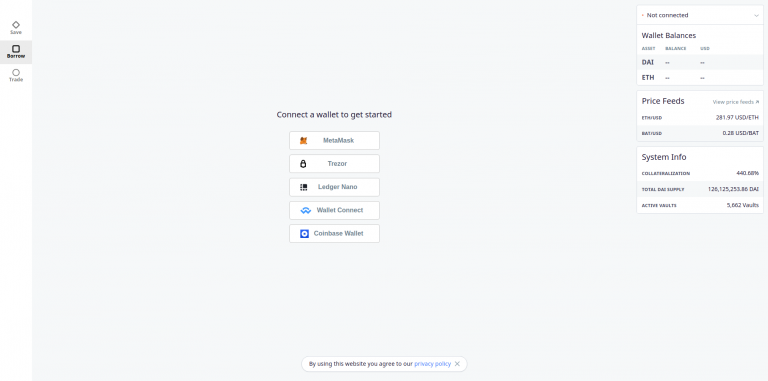 Save
Borrow
Trade
Connect a wallet to get started
MetaMask
Trezor
Ledger Nano
Wallet Connect
Coinbase Wallet
By using this website you agree to our privacy policy
Not connected
Wallet Balances
ASSET BALANCE USD
DAI -- --
ETH -- --
Price Feeds View price feeds
ETH/USD 281.97 USD/ETH
BAT/USD 0.28 USD/BAT
System Info
COLLATERALIZATION 440.68%
TOTAL DAI SUPPLY 126,125,253.86 DAI
ACTIVE VAULTS 5,662 Vaults